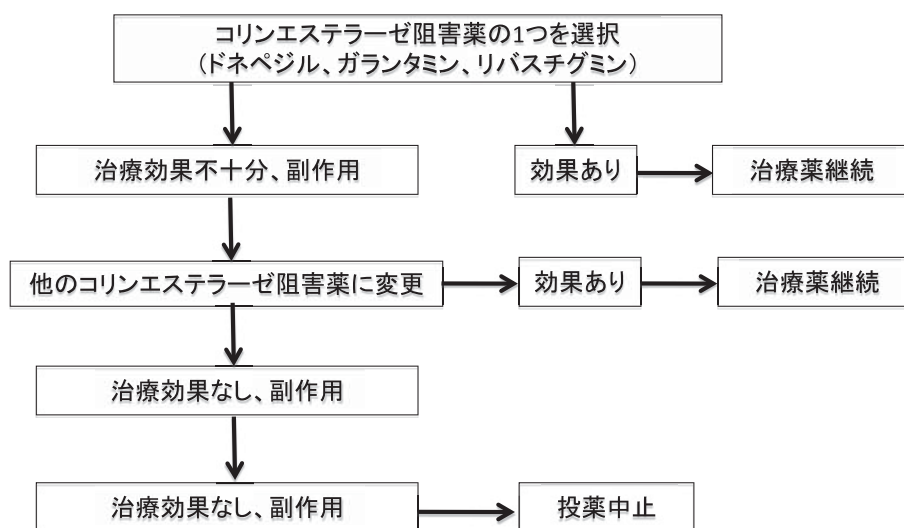 コリンエステラーゼ阻害薬の1つを選択
(ドネペジル、ガランタミン、リバスチグミン)
治療効果不十分、副作用
効果あり
治療薬継続
他のコリンエステラーゼ阻害薬に変更
効果あり
治療薬継続
治療効果なし、副作用
治療効果なし、副作用
投薬中止